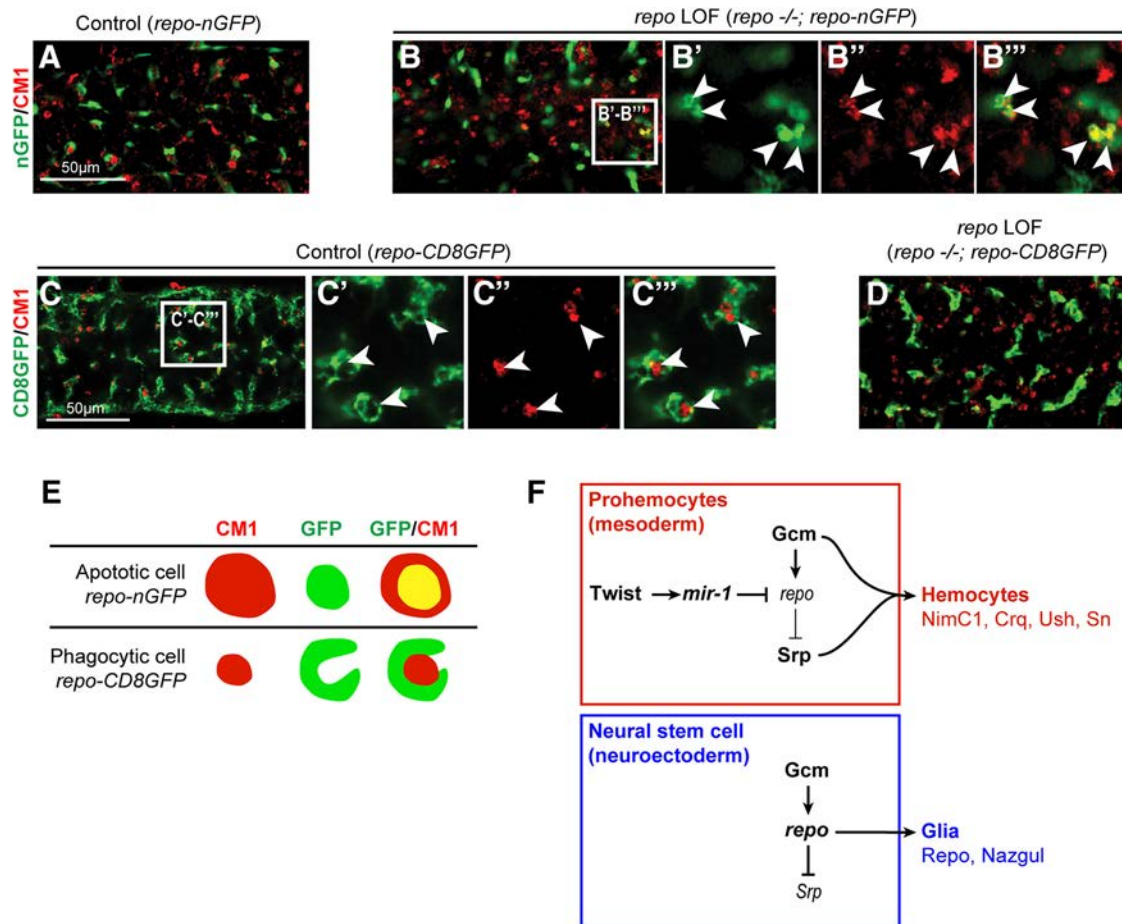 Control (repo-nGFP)
repo LOF (repo -/-; repo-nGFP)
nGFP/CM1
A
50µm
B
B'-B'''
B'
B''
B'''
Control (repo-CD8GFP)
repo LOF
(repo -/-; repo-CD8GFP)
CD8GFP/CM1
C
C'-C'''
50µm
C'
C''
C'''
D
E
CM1 GFP GFP/CM1
Apototic cell
repo-nGFP
Phagocytic cell
repo-CD8GFP
F
Prohemocytes
(mesoderm)
Gcm
Twist mir-1 repo
Srp
Hemocytes
NimC1, Crq, Ush, Sn
Neural stem cell
(neuroectoderm)
Gcm
repo
Srp
Glia
Repo, Nazgul